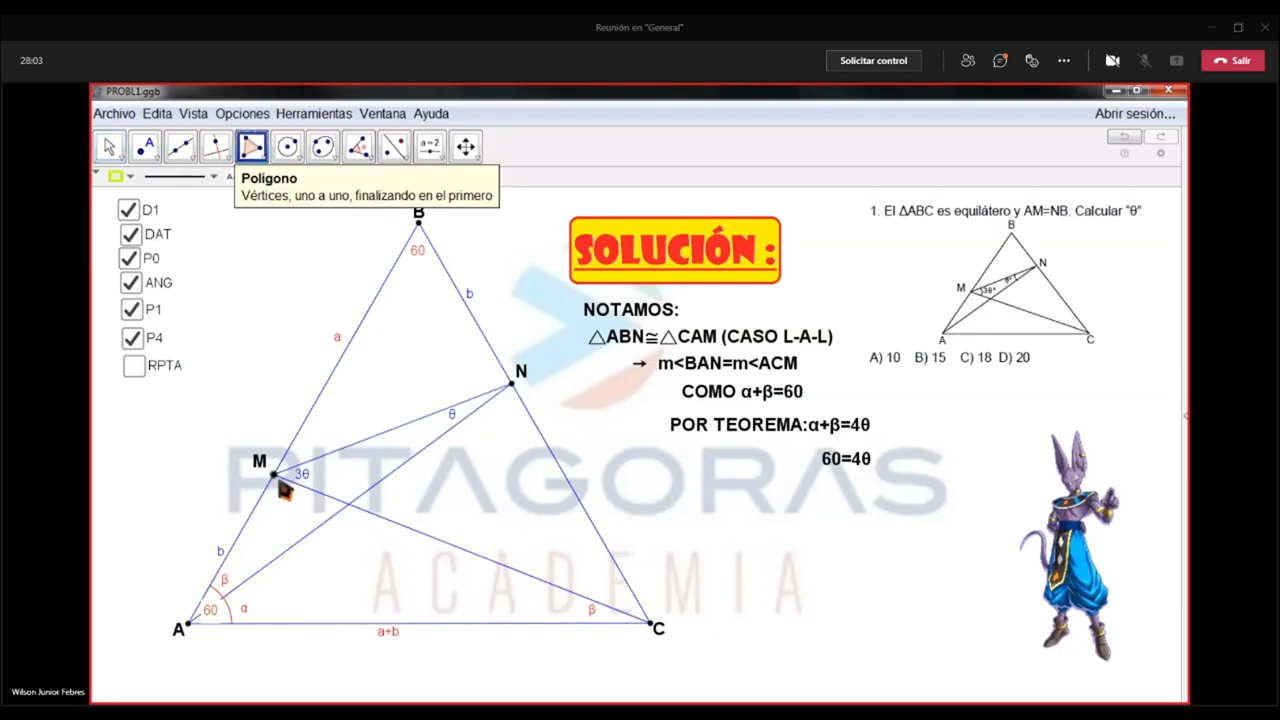 Reunión en "General"
28:03
Solicitar control
Salir
PROBL1.ggb
Archivo Edita Vista Opciones Herramientas Ventana Ayuda
Abrir sesión...
A
a=2
Polígono
Vértices, uno a uno, finalizando en el primero
D1
DAT
P0
ANG
P1
P4
RPTA
B
60
b
a
N
θ
M
3θ
b
β
60
α
β
A
a+b
C
SOLUCIÓN :
NOTAMOS:
△ABN≅△CAM (CASO L-A-L)
→ m<BAN=m<ACM
COMO α+β=60
POR TEOREMA:α+β=4θ
60=4θ
1. El ΔABC es equilátero y AM=NB. Calcular “θ”
B
N
θ°
M
3θ°
A
C
A) 10 B) 15 C) 18 D) 20
PITAGORAS
ACADEMIA
Wilson Junior Febres